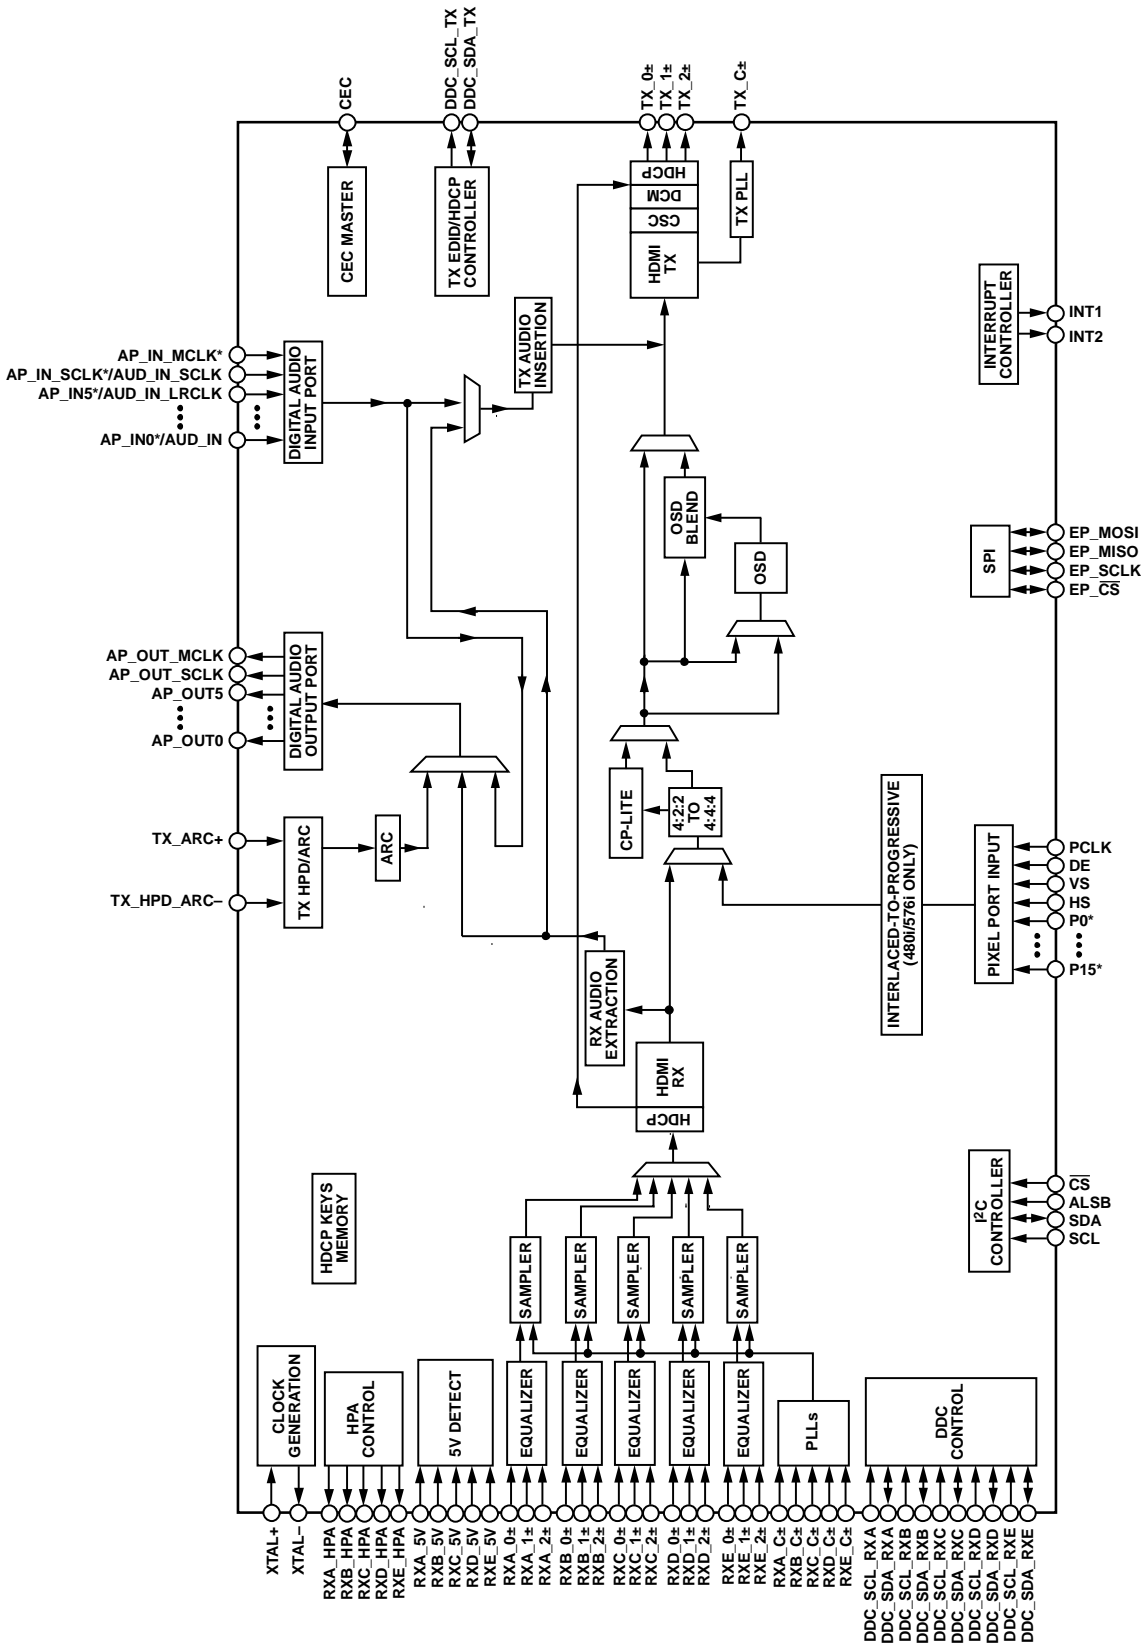 CEC
DDC_SCL_TX
DDC_SDA_TX
TX_0±
TX_1±
TX_2±
TX_C±
CEC MASTER
TX EDID/HDCP
CONTROLLER
HDCP
DCM
CSC
HDMI
TX
TX PLL
INTERRUPT
CONTROLLER
INT1
INT2
AP_IN_MCLK*
AP_IN_SCLK*/AUD_IN_SCLK
AP_IN5*/AUD_IN_LRCLK
AP_IN0*/AUD_IN
DIGITAL AUDIO
INPUT PORT
TX AUDIO
INSERTION
OSD
BLEND
OSD
SPI
EP_MOSI
EP_MISO
EP_SCLK
EP_CS
AP_OUT_MCLK
AP_OUT_SCLK
AP_OUT5
AP_OUT0
DIGITAL AUDIO
OUTPUT PORT
TX_ARC+
TX_HPD_ARC–
TX HPD/ARC
ARC
CP-LITE
4:2:2
TO
4:4:4
INTERLACED-TO-PROGRESSIVE
(480i/576i ONLY)
PIXEL PORT INPUT
PCLK
DE
VS
HS
P0*
P15*
RX AUDIO
EXTRACTION
HDMI
RX
HDCP
HDCP KEYS
MEMORY
I²C
CONTROLLER
CS
ALSB
SDA
SCL
SAMPLER
SAMPLER
SAMPLER
SAMPLER
SAMPLER
CLOCK
GENERATION
HPA
CONTROL
5V DETECT
EQUALIZER
EQUALIZER
EQUALIZER
EQUALIZER
EQUALIZER
PLLs
DDC
CONTROL
XTAL+
XTAL–
RXA_HPA
RXB_HPA
RXC_HPA
RXD_HPA
RXE_HPA
RXA_5V
RXB_5V
RXC_5V
RXD_5V
RXE_5V
RXA_0±
RXA_1±
RXA_2±
RXB_0±
RXB_1±
RXB_2±
RXC_0±
RXC_1±
RXC_2±
RXD_0±
RXD_1±
RXD_2±
RXE_0±
RXE_1±
RXE_2±
RXA_C±
RXB_C±
RXC_C±
RXD_C±
RXE_C±
DDC_SCL_RXA
DDC_SDA_RXA
DDC_SCL_RXB
DDC_SDA_RXB
DDC_SCL_RXC
DDC_SDA_RXC
DDC_SCL_RXD
DDC_SDA_RXD
DDC_SCL_RXE
DDC_SDA_RXE